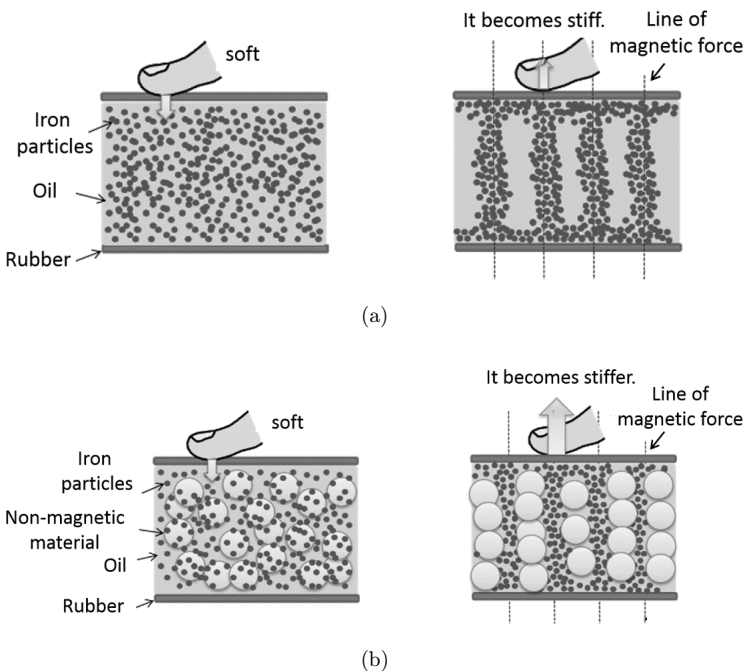 soft
Iron
particles
Oil
Rubber
It becomes stiff.
Line of
magnetic force
(a)
soft
Iron
particles
Non-magnetic
material
Oil
Rubber
It becomes stiffer.
Line of
magnetic force
(b)